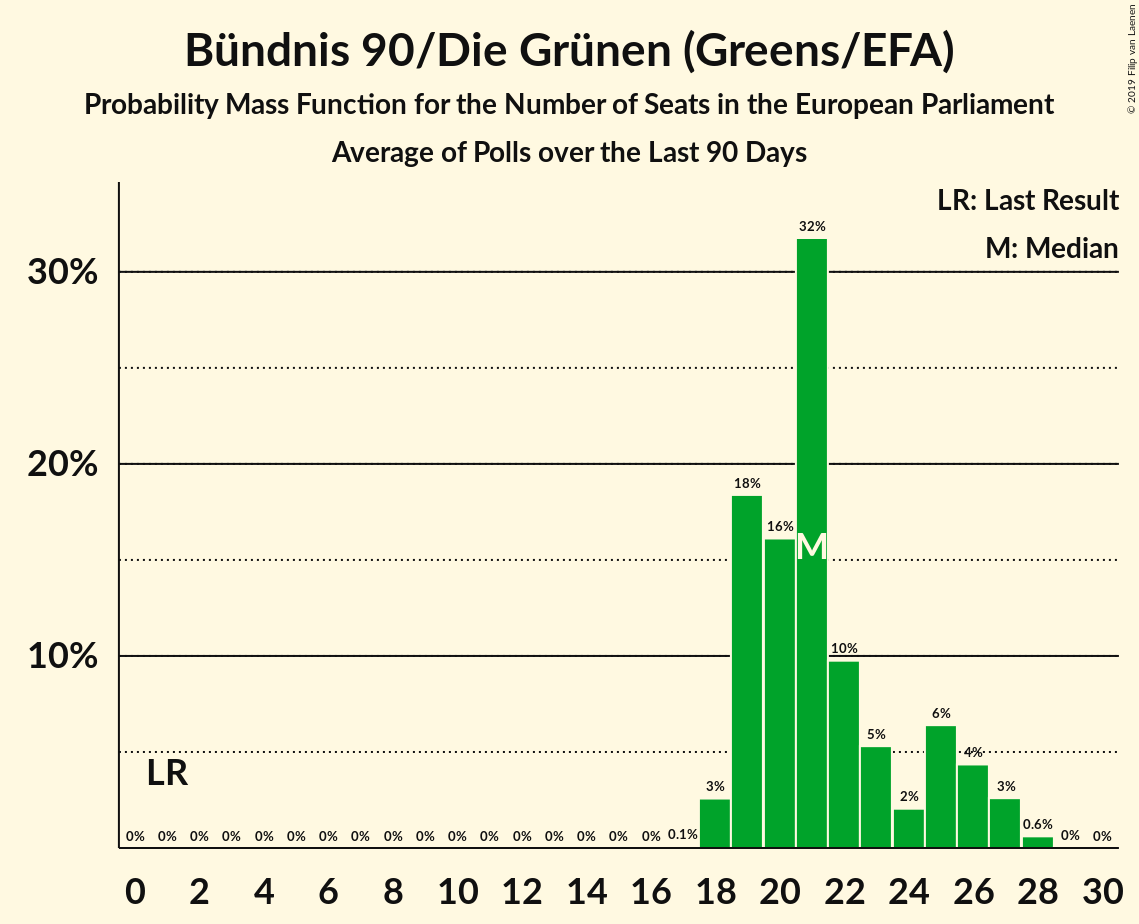 Bündnis 90/Die Grünen (Greens/EFA)
Probability Mass Function for the Number of Seats in the European Parliament
Average of Polls over the Last 90 Days
© 2019 Filip van Laenen
LR: Last Result
M: Median
32%
30%
20%
18%
16%
M
10%
10%
6%
5%
4%
LR
3%
2%
3%
0% 0% 0% 0% 0% 0% 0% 0% 0% 0% 0% 0% 0% 0% 0% 0% 0% 0.1% 0.6% 0% 0%
0 2 4 6 8 10 12 14 16 18 20 22 24 26 28 30